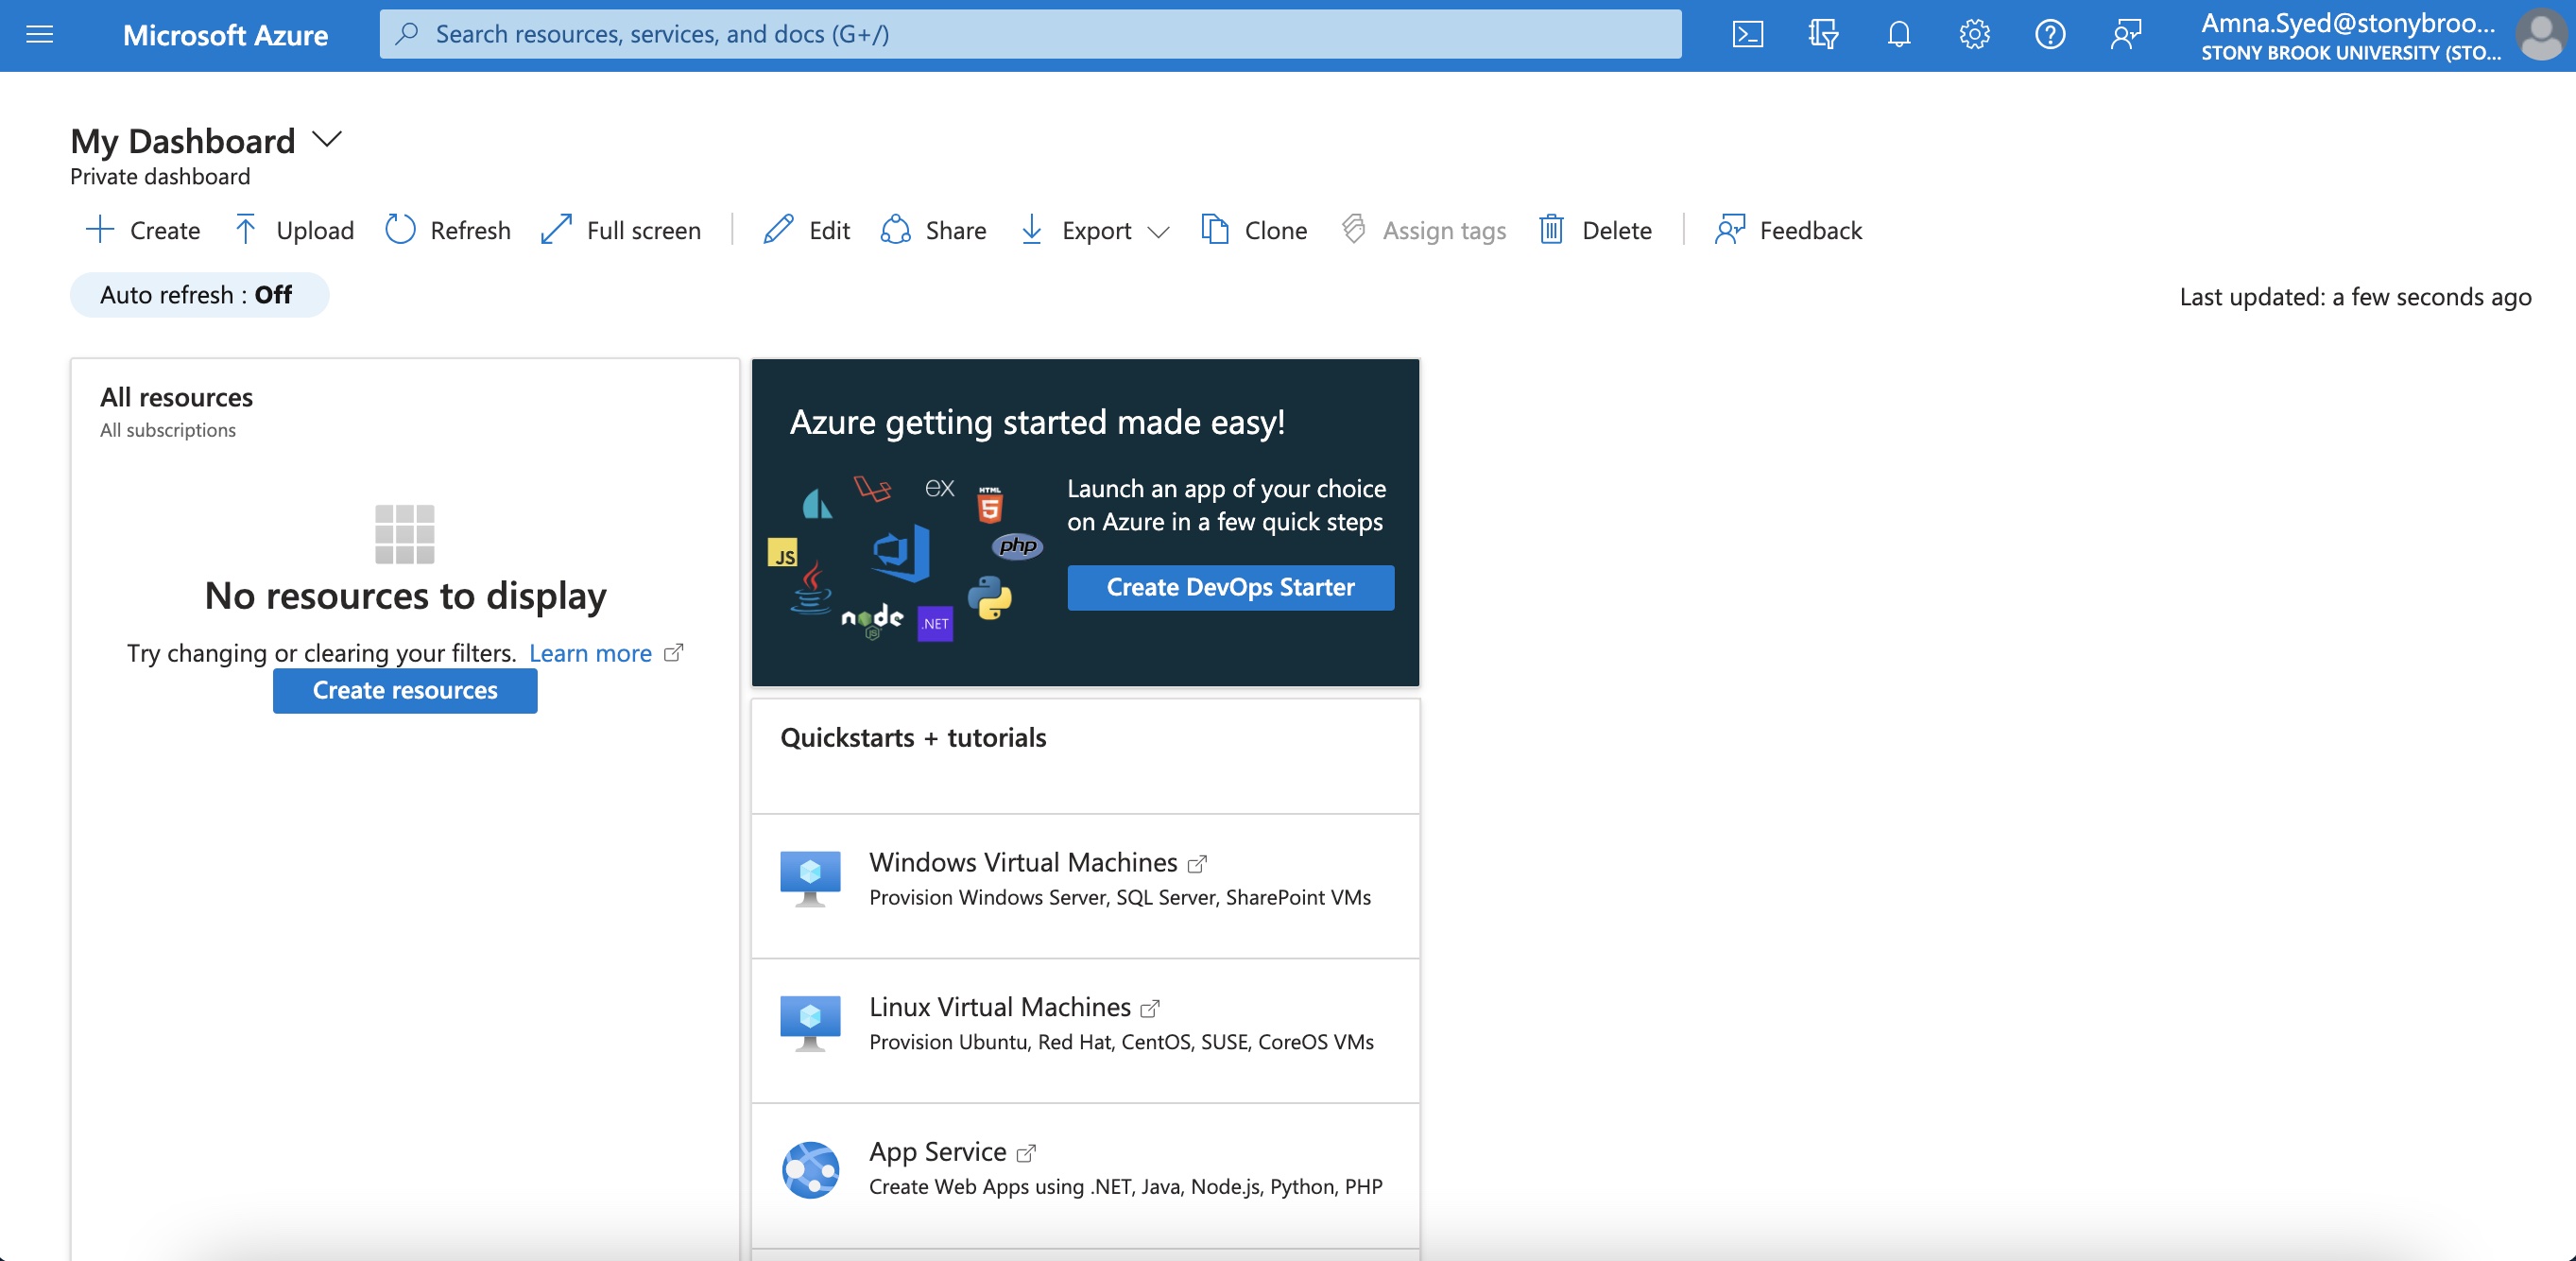 Microsoft Azure
Search resources, services, and docs (G+/)
Amna.Syed@stonybroo...
STONY BROOK UNIVERSITY (STO...
My Dashboard
Private dashboard
Create
Upload
Refresh
Full screen
Edit
Share
Export
Clone
Assign tags
Delete
Feedback
Auto refresh : Off
Last updated: a few seconds ago
All resources
All subscriptions
No resources to display
Try changing or clearing your filters. Learn more
Create resources
Azure getting started made easy!
Launch an app of your choice
on Azure in a few quick steps
Create DevOps Starter
ex
HTML
5
JS
php
node
JS
.NET
Quickstarts + tutorials
Windows Virtual Machines
Provision Windows Server, SQL Server, SharePoint VMs
Linux Virtual Machines
Provision Ubuntu, Red Hat, CentOS, SUSE, CoreOS VMs
App Service
Create Web Apps using .NET, Java, Node.js, Python, PHP